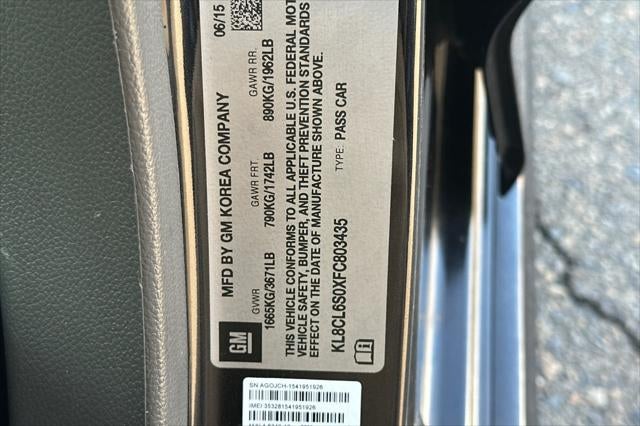 MFD BY GM KOREA COMPANY 06/15
GVWR GAWR FRT. GAWR RR.
1665KG/3671LB 790KG/1742LB 890KG/1962LB
THIS VEHICLE CONFORMS TO ALL APPLICABLE U.S. FEDERAL MOT
VEHICLE SAFETY, BUMPER, AND THEFT PREVENTION STANDARDS
EFFECT ON THE DATE OF MANUFACTURE SHOWN ABOVE.
KL8CL6S0XFC803435 TYPE: PASS CAR
GM
SN AGOJCH-1541951926
IMEI 353281541951926